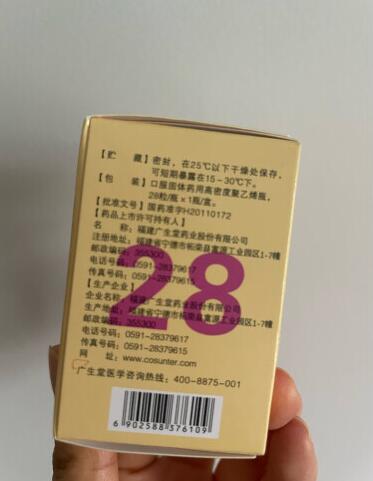 【贮 藏】密封，在25℃以下干燥处保存，
可短期暴露在15-30℃下。
【包 装】口服固体药用高密度聚乙烯瓶，
28粒/瓶×1瓶/盒。
【批准文号】国药准字H20110172
【药品上市许可持有人】
名 称：福建广生堂药业股份有限公司
注册地址：福建省宁德市柘荣县富源工业园区1-7幢
邮政编码：355300
电话号码：0591-28379617
传真号码：0591-28379615
【生产企业】
企业名称：福建广生堂药业股份有限公司
生产地址：福建省宁德市柘荣县富源工业园区1-7幢
邮政编码：355300
电话号码：0591-28379617
传真号码：0591-28379615
网 址：www.cosunter.com
广生堂医学咨询热线：400-8875-001
28
6 902588 376109